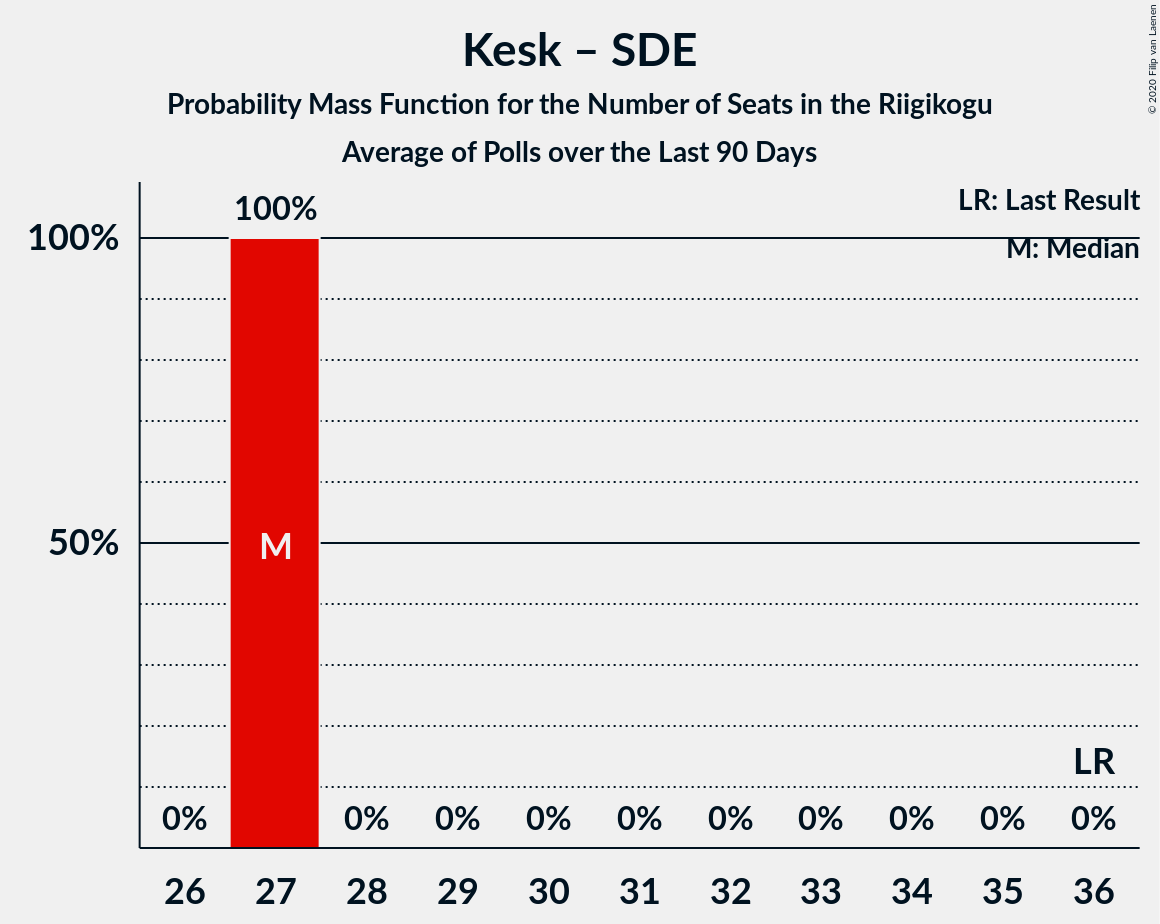 Kesk – SDE
Probability Mass Function for the Number of Seats in the Riigikogu
Average of Polls over the Last 90 Days
© 2020 Filip van Laenen
LR: Last Result
M: Median
100%
100%
50%
M
LR
0% 0% 0% 0% 0% 0% 0% 0% 0% 0%
26 27 28 29 30 31 32 33 34 35 36